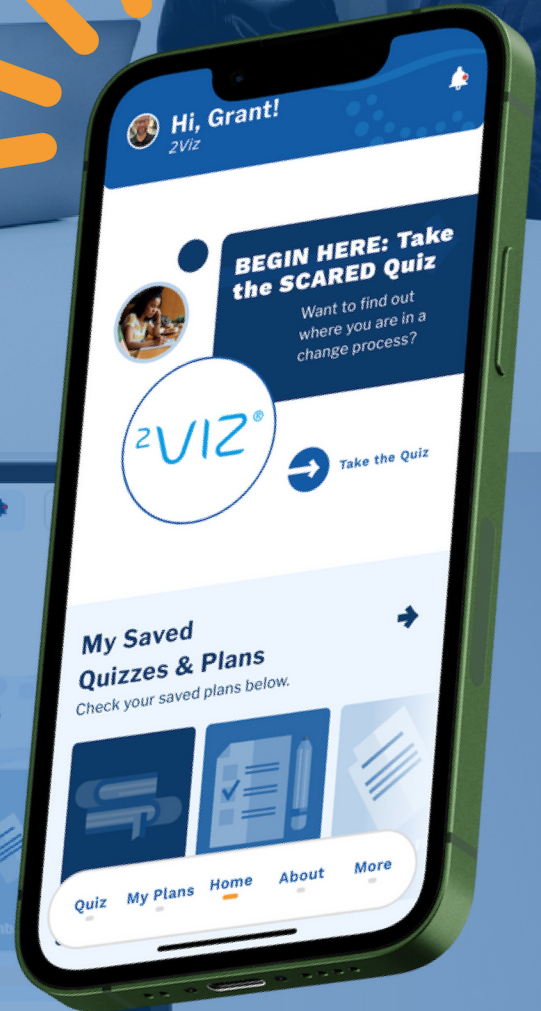 Hi, Grant!
2Viz
BEGIN HERE: Take
the SCARED Quiz
Want to find out
where you are in a
change process?
2VIZ®
Take the Quiz
My Saved
Quizzes & Plans
Check your saved plans below.
Quiz My Plans Home About More